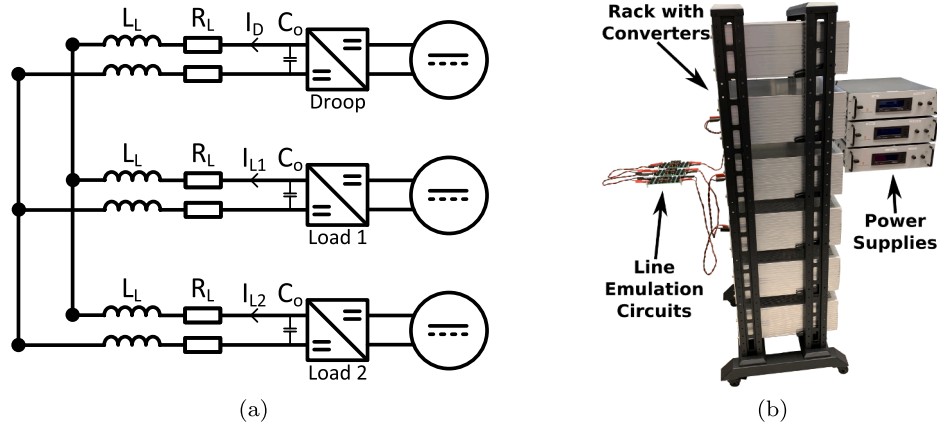 L_L R_L I_D C_o
Droop
L_L R_L I_L1 C_o
Load 1
L_L R_L I_L2 C_o
Load 2
(a)
Rack with
Converters
Line
Emulation
Circuits
Power
Supplies
(b)